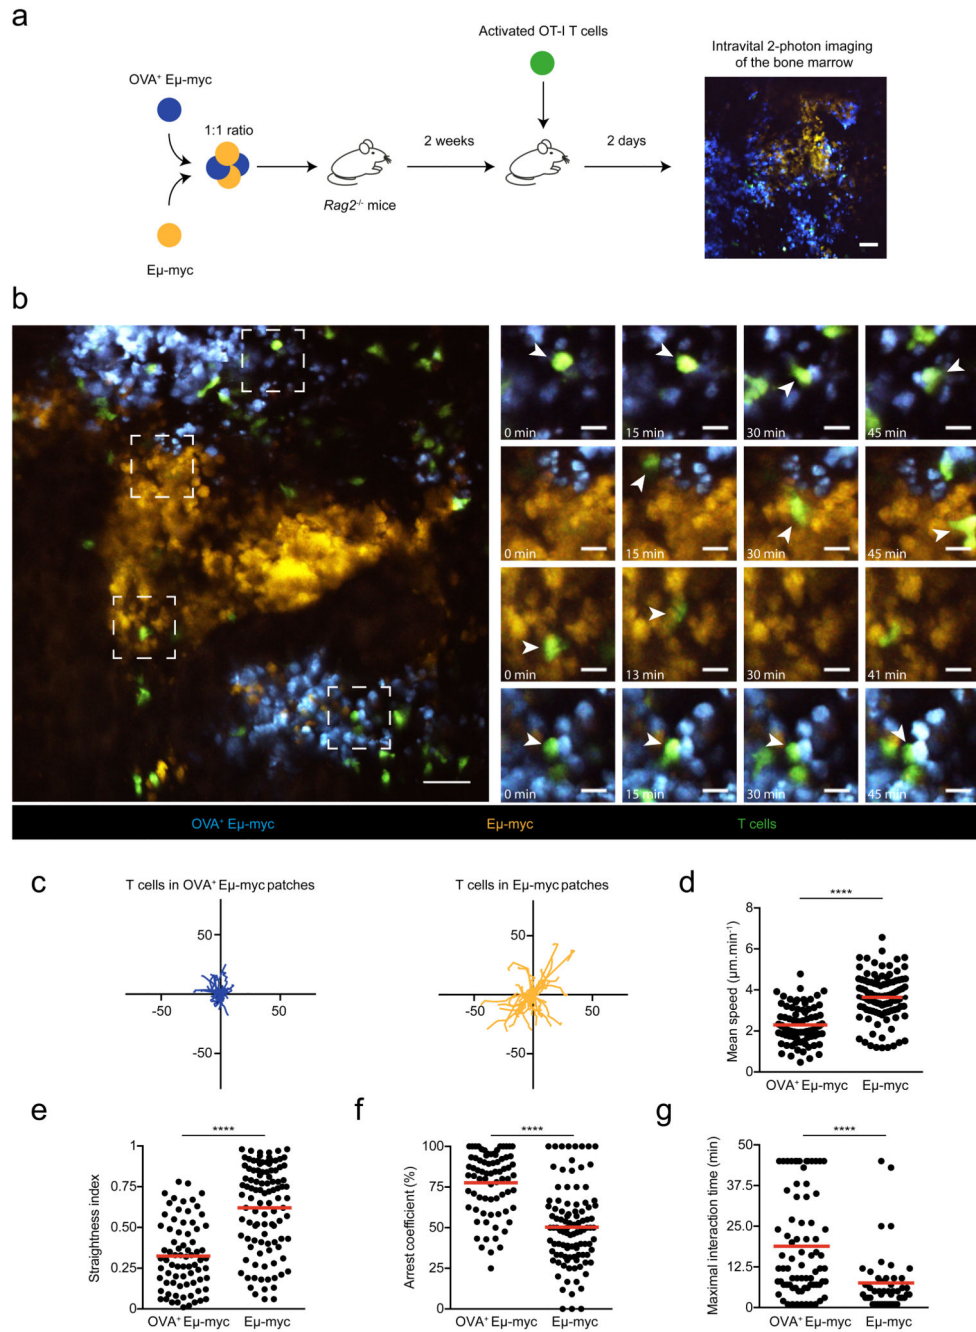 a
Activated OT-I T cells
Intravital 2-photon imaging
of the bone marrow
OVA⁺ Eµ-myc
1:1 ratio
2 weeks
2 days
Rag2⁻/⁻ mice
Eµ-myc
b
0 min
15 min
30 min
45 min
0 min
15 min
30 min
45 min
0 min
13 min
30 min
41 min
0 min
15 min
30 min
45 min
OVA⁺ Eµ-myc
Eµ-myc
T cells
c
T cells in OVA⁺ Eµ-myc patches
50
-50
50
-50
T cells in Eµ-myc patches
50
-50
50
-50
d
****
Mean speed (µm.min⁻¹)
8
6
4
2
0
OVA⁺ Eµ-myc
Eµ-myc
e
****
Straightness index
1
0.75
0.50
0.25
0
OVA⁺ Eµ-myc
Eµ-myc
f
****
Arrest coefficient (%)
100
75
50
25
0
OVA⁺ Eµ-myc
Eµ-myc
g
****
Maximal interaction time (min)
50
37.5
25.0
12.5
0
OVA⁺ Eµ-myc
Eµ-myc